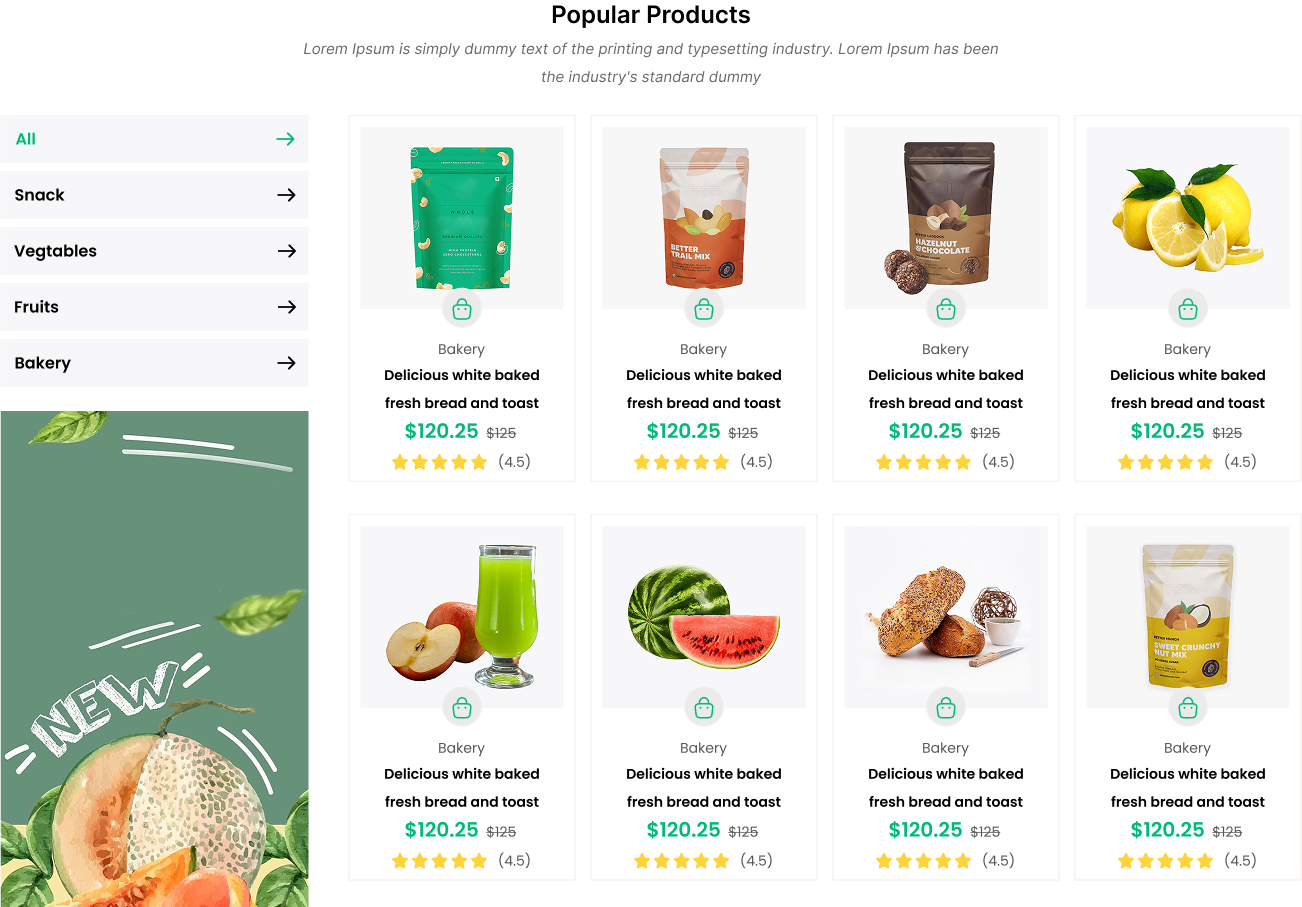 Popular Products
Lorem Ipsum is simply dummy text of the printing and typesetting industry. Lorem Ipsum has been
the industry's standard dummy
All
Snack
Vegtables
Fruits
Bakery
NEW
WHOLE
HIGH PROTEIN
ZERO CHOLESTEROL
Bakery
Delicious white baked
fresh bread and toast
$120.25 $125
(4.5)
BETTER
TRAIL MIX
Bakery
Delicious white baked
fresh bread and toast
$120.25 $125
(4.5)
HAZELNUT
@CHOCOLATE
Bakery
Delicious white baked
fresh bread and toast
$120.25 $125
(4.5)
Bakery
Delicious white baked
fresh bread and toast
$120.25 $125
(4.5)
Bakery
Delicious white baked
fresh bread and toast
$120.25 $125
(4.5)
Bakery
Delicious white baked
fresh bread and toast
$120.25 $125
(4.5)
Bakery
Delicious white baked
fresh bread and toast
$120.25 $125
(4.5)
BETTER MUNCH
SWEET CRUNCHY
NUT MIX
Bakery
Delicious white baked
fresh bread and toast
$120.25 $125
(4.5)